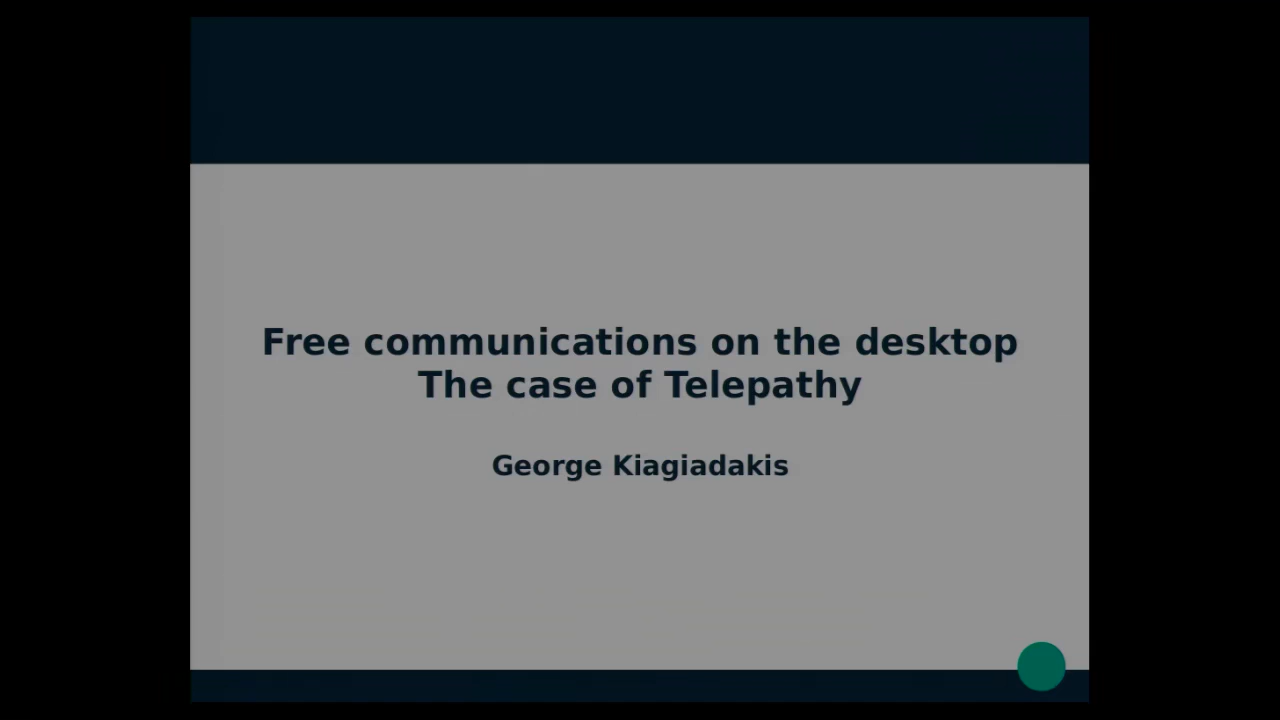 Free communications on the desktop
The case of Telepathy
George Kiagiadakis